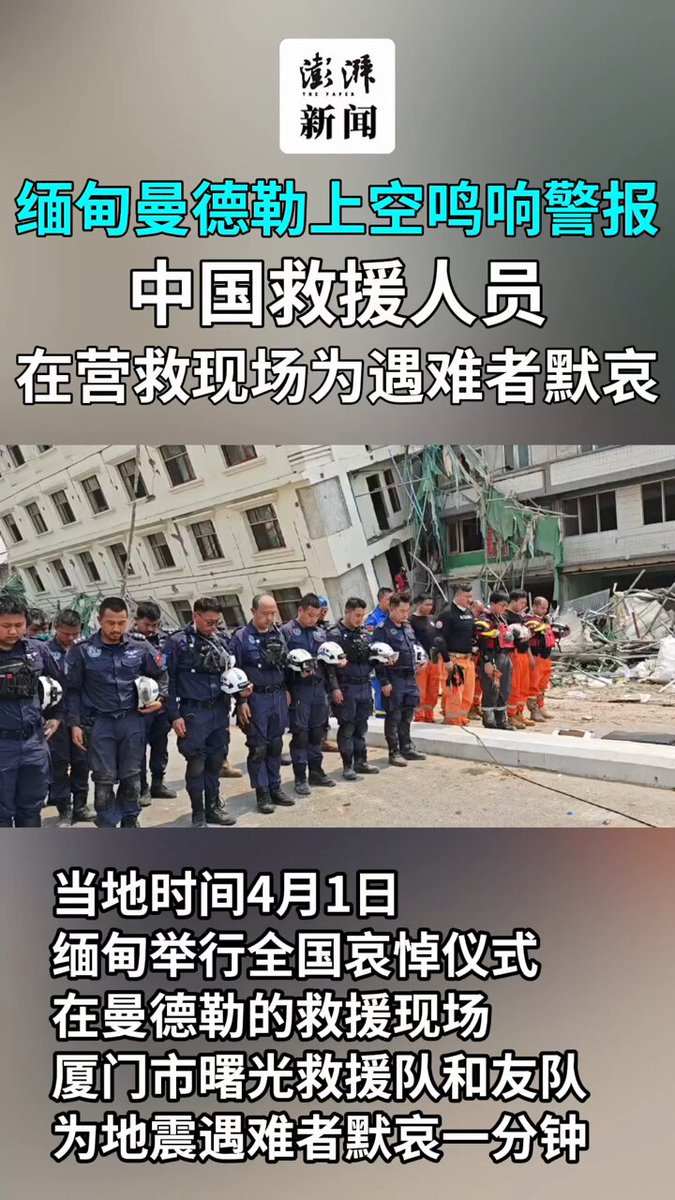 澎湃
THE PAPER
新闻
缅甸曼德勒上空鸣响警报
中国救援人员
在营救现场为遇难者默哀
当地时间4月1日
缅甸举行全国哀悼仪式
在曼德勒的救援现场
厦门市曙光救援队和友队
为地震遇难者默哀一分钟